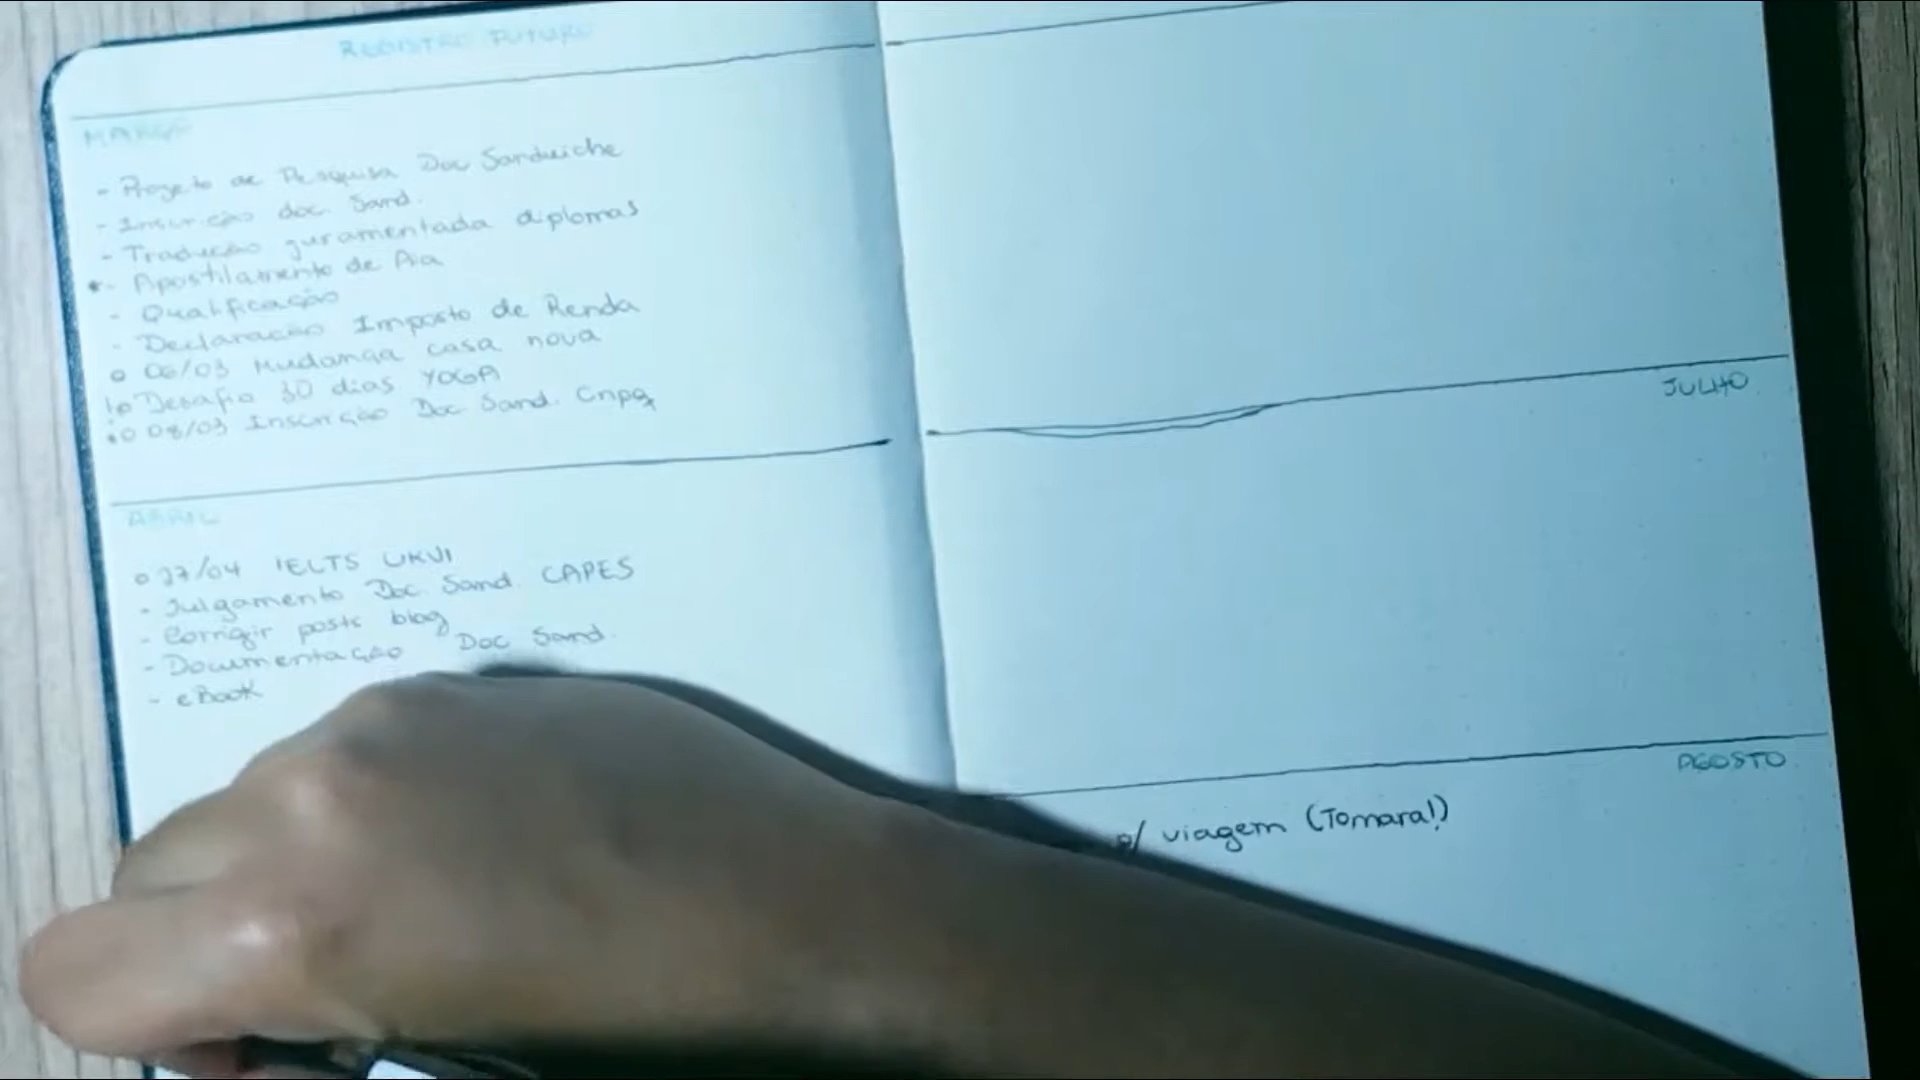 REGISTRO FUTURO
MARÇO
- Projeto de Pesquisa Doc Sanduiche
- Inscrição doc. Sand.
- Tradução juramentada diplomas
- Apostilamento de Aia
- Qualificação
- Declaração Imposto de Renda
o 06/03 Mudança casa nova
o Desafio 30 dias YOGA
o 08/03 Inscrição Doc Sand. Cnpq
ABRIL
o 27/04 IELTS UKVI
- Julgamento Doc. Sand. CAPES
- Corrigir posts blog
- Documentação Doc Sand.
- eBook
JULHO
AGOSTO
p/ viagem (Tomara!)